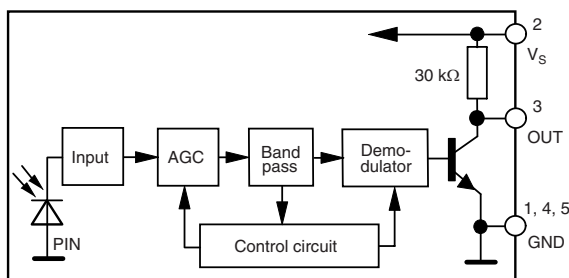 2
V_S
30 kΩ
3
OUT
Input
AGC
Band
pass
Demo-
dulator
1, 4, 5
GND
PIN
Control circuit